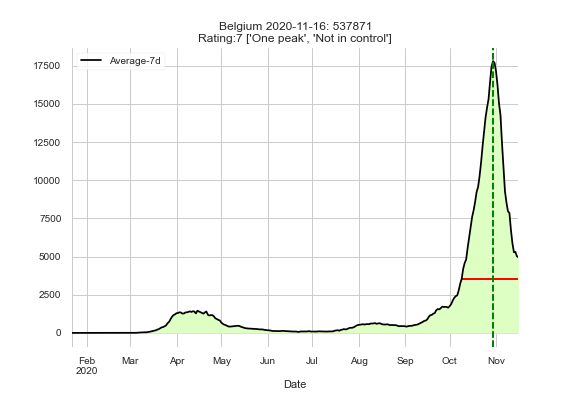 Belgium 2020-11-16: 537871
Rating:7 ['One peak', 'Not in control']
Average-7d
17500
15000
12500
10000
7500
5000
2500
0
Feb Mar Apr May Jun Jul Aug Sep Oct Nov
2020
Date